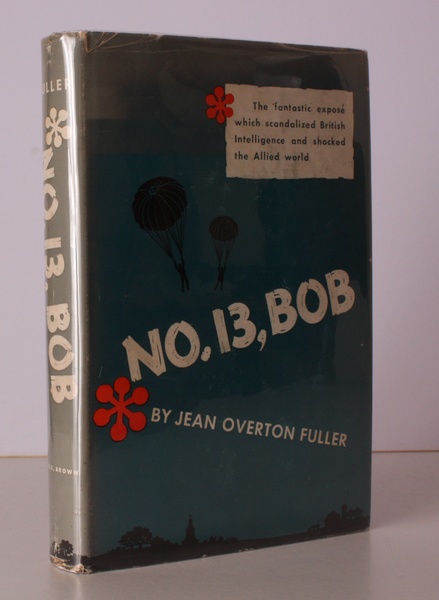 The 'fantastic exposé
which scandalized British
Intelligence and shocked
the Allied world
NO. 13, BOB
BY JEAN OVERTON FULLER
NO. 13, BOB
BROWN